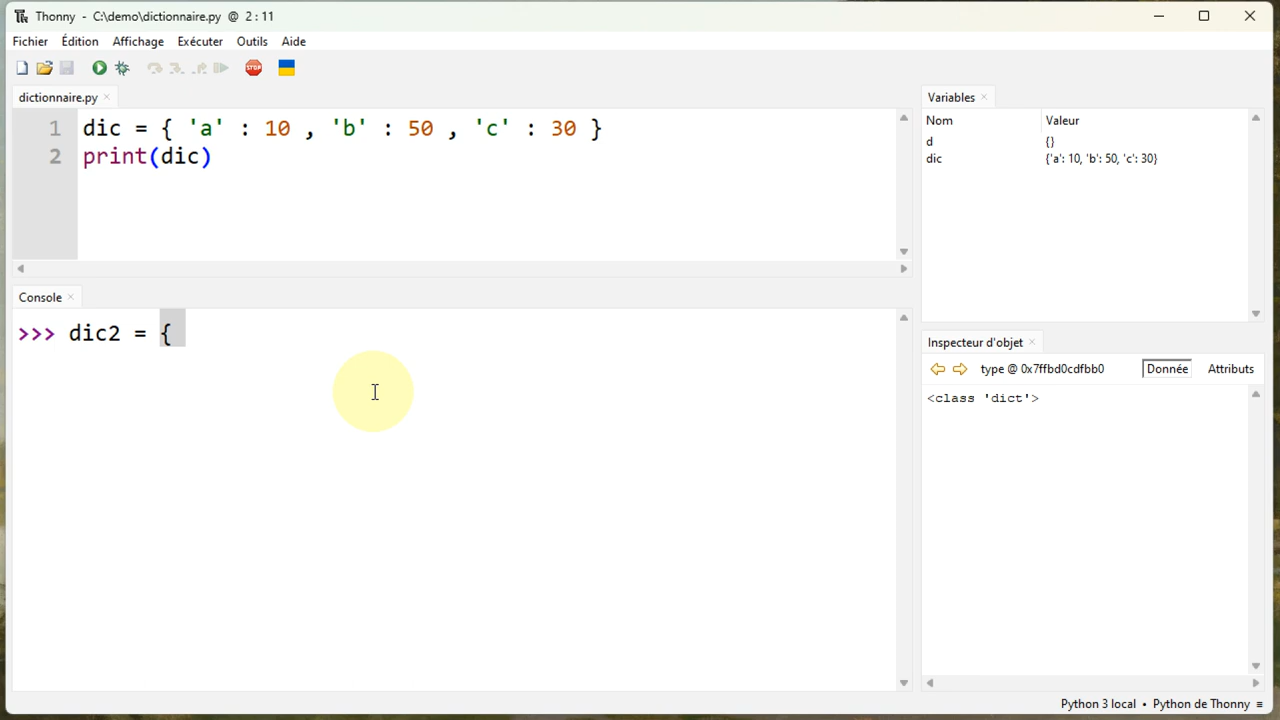 Thonny - C:\demo\dictionnaire.py @ 2 : 11
Fichier Édition Affichage Exécuter Outils Aide
STOP
dictionnaire.py ×
1 dic = { 'a' : 10 , 'b' : 50 , 'c' : 30 }
2 print(dic)
Console ×
>>> dic2 = {
Variables ×
Nom Valeur
d {}
dic {'a': 10, 'b': 50, 'c': 30}
Inspecteur d'objet ×
type @ 0x7ffbd0cdfbb0 Donnée Attributs
<class 'dict'>
Python 3 local • Python de Thonny ≡